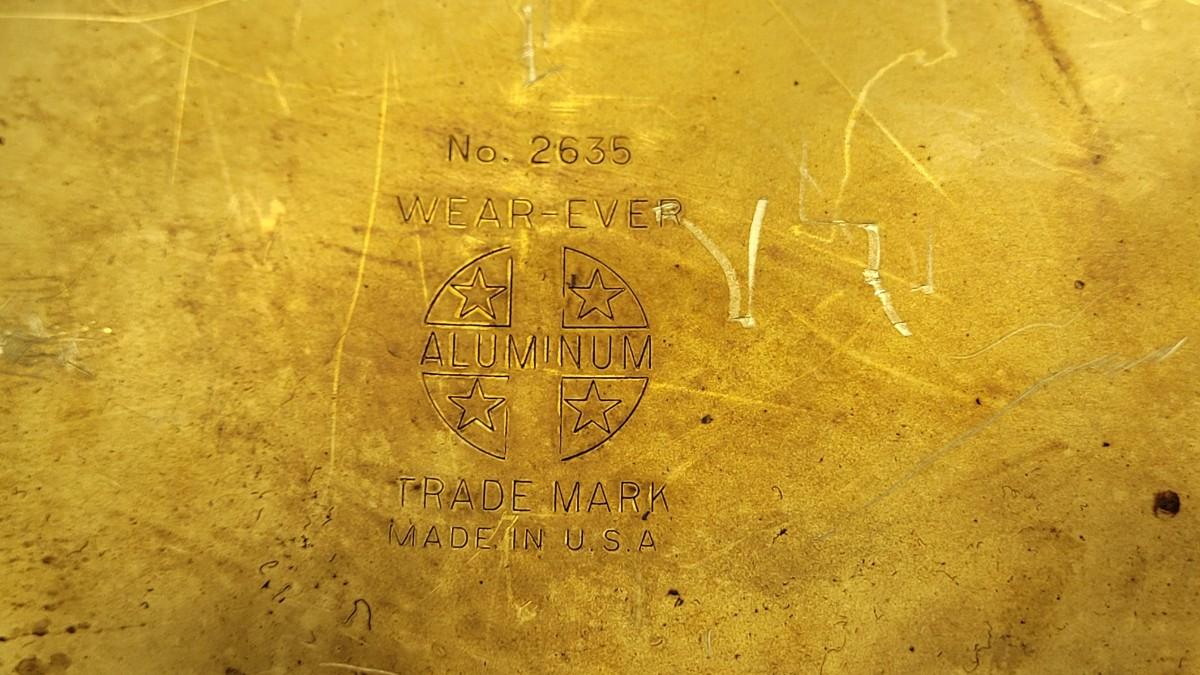 No. 2635
WEAR-EVER
ALUMINUM
TRADE MARK
MADE IN U.S.A